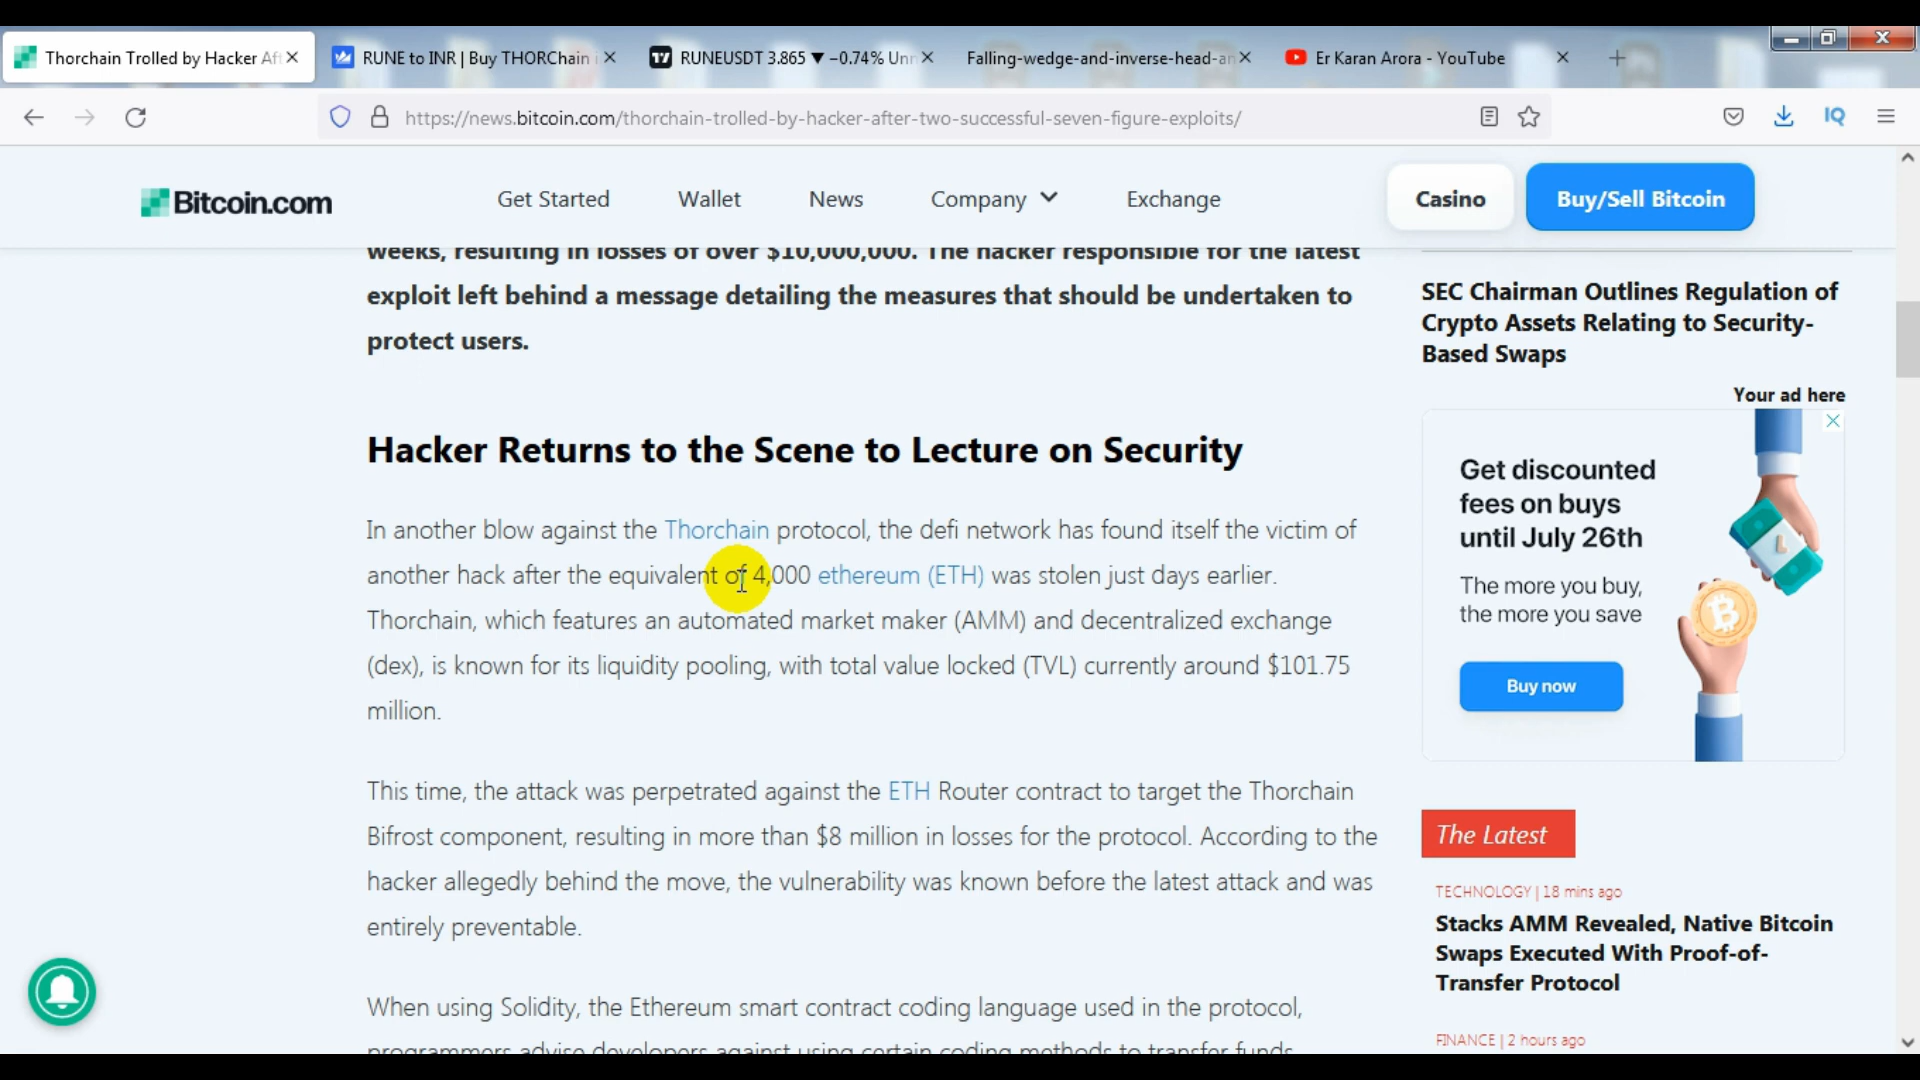 Thorchain Trolled by Hacker Aft
RUNE to INR | Buy THORChain i
RUNEUSDT 3.865 ▼ −0.74% Unn
Falling-wedge-and-inverse-head-an
Er Karan Arora - YouTube
https://news.bitcoin.com/thorchain-trolled-by-hacker-after-two-successful-seven-figure-exploits/
IQ
Bitcoin.com
Get Started
Wallet
News
Company
Exchange
Casino
Buy/Sell Bitcoin
weeks, resulting in losses of over $10,000,000. The hacker responsible for the latest
exploit left behind a message detailing the measures that should be undertaken to
protect users.
Hacker Returns to the Scene to Lecture on Security
In another blow against the Thorchain protocol, the defi network has found itself the victim of
another hack after the equivalent of 4,000 ethereum (ETH) was stolen just days earlier.
Thorchain, which features an automated market maker (AMM) and decentralized exchange
(dex), is known for its liquidity pooling, with total value locked (TVL) currently around $101.75
million.
This time, the attack was perpetrated against the ETH Router contract to target the Thorchain
Bifrost component, resulting in more than $8 million in losses for the protocol. According to the
hacker allegedly behind the move, the vulnerability was known before the latest attack and was
entirely preventable.
When using Solidity, the Ethereum smart contract coding language used in the protocol,
programmers advise developers against using certain coding methods to transfer funds
SEC Chairman Outlines Regulation of
Crypto Assets Relating to Security-
Based Swaps
Your ad here
Get discounted
fees on buys
until July 26th
The more you buy,
the more you save
Buy now
The Latest
TECHNOLOGY | 18 mins ago
Stacks AMM Revealed, Native Bitcoin
Swaps Executed With Proof-of-
Transfer Protocol
FINANCE | 2 hours ago